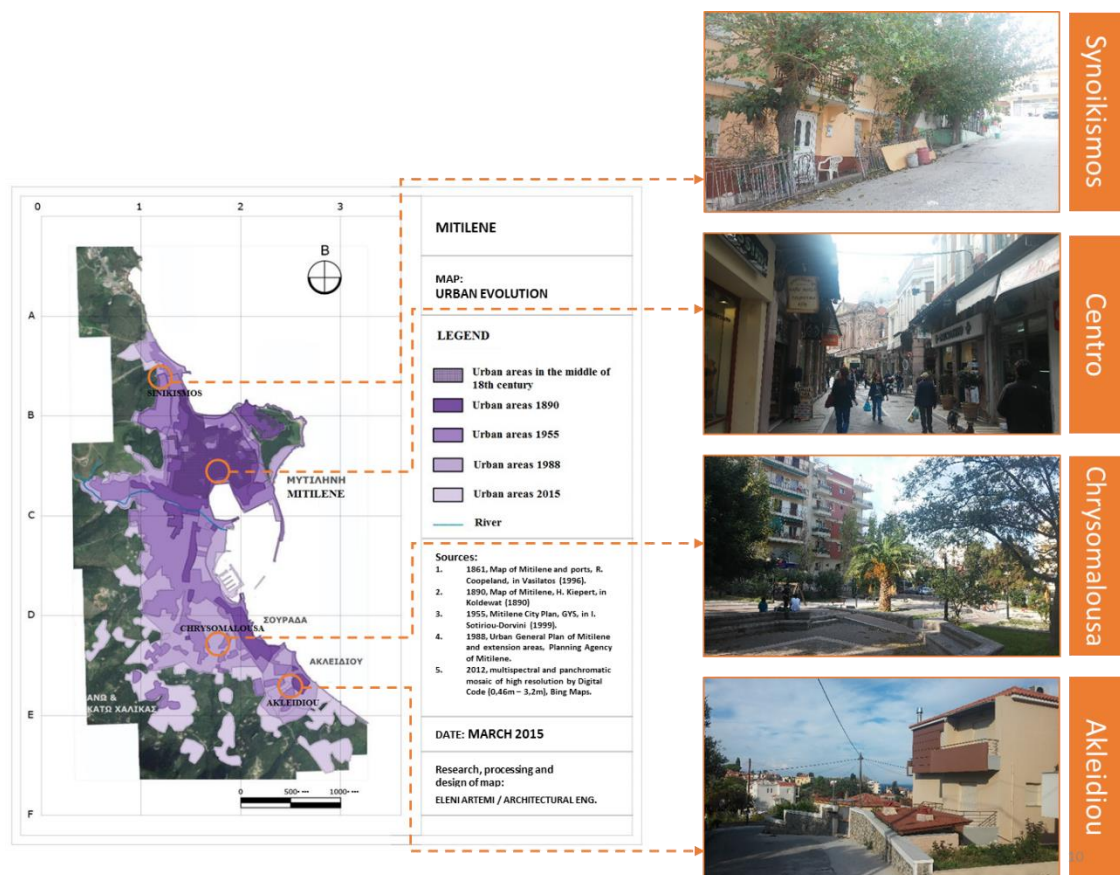 0 1 2 3
A
B
C
D
E
F
B
SINIKISMOS
ΜΥΤΙΛΗΝΗ
MITILENE
CHRYSOMALOUSA
ΣΟΥΡΑΔΑ
ΑΚΛΕΙΔΙΟΥ
AKLEIDIOU
ΑΝΩ &
ΚΑΤΩ ΧΑΛΙΚΑΣ
0 500 1000
MITILENE
MAP:
URBAN EVOLUTION
LEGEND
Urban areas in the middle of
18th century
Urban areas 1890
Urban areas 1955
Urban areas 1988
Urban areas 2015
River
Sources:
1. 1861, Map of Mitilene and ports, R.
Coopeland, in Vasilatos (1996).
2. 1890, Map of Mitilene, H. Kiepert, in
Koldewat (1890)
3. 1955, Mitilene City Plan, GYS, in I.
Sotiriou-Dorvini (1999).
4. 1988, Urban General Plan of Mitilene
and extension areas, Planning Agency
of Mitilene.
5. 2012, multispectral and panchromatic
mosaic of high resolution by Digital
Code (0,46m – 3,2m), Bing Maps.
DATE: MARCH 2015
Research, processing and
design of map:
ELENI ARTEMI / ARCHITECTURAL ENG.
Synoikismos
Centro
Chrysomalousa
Akleidiou
10